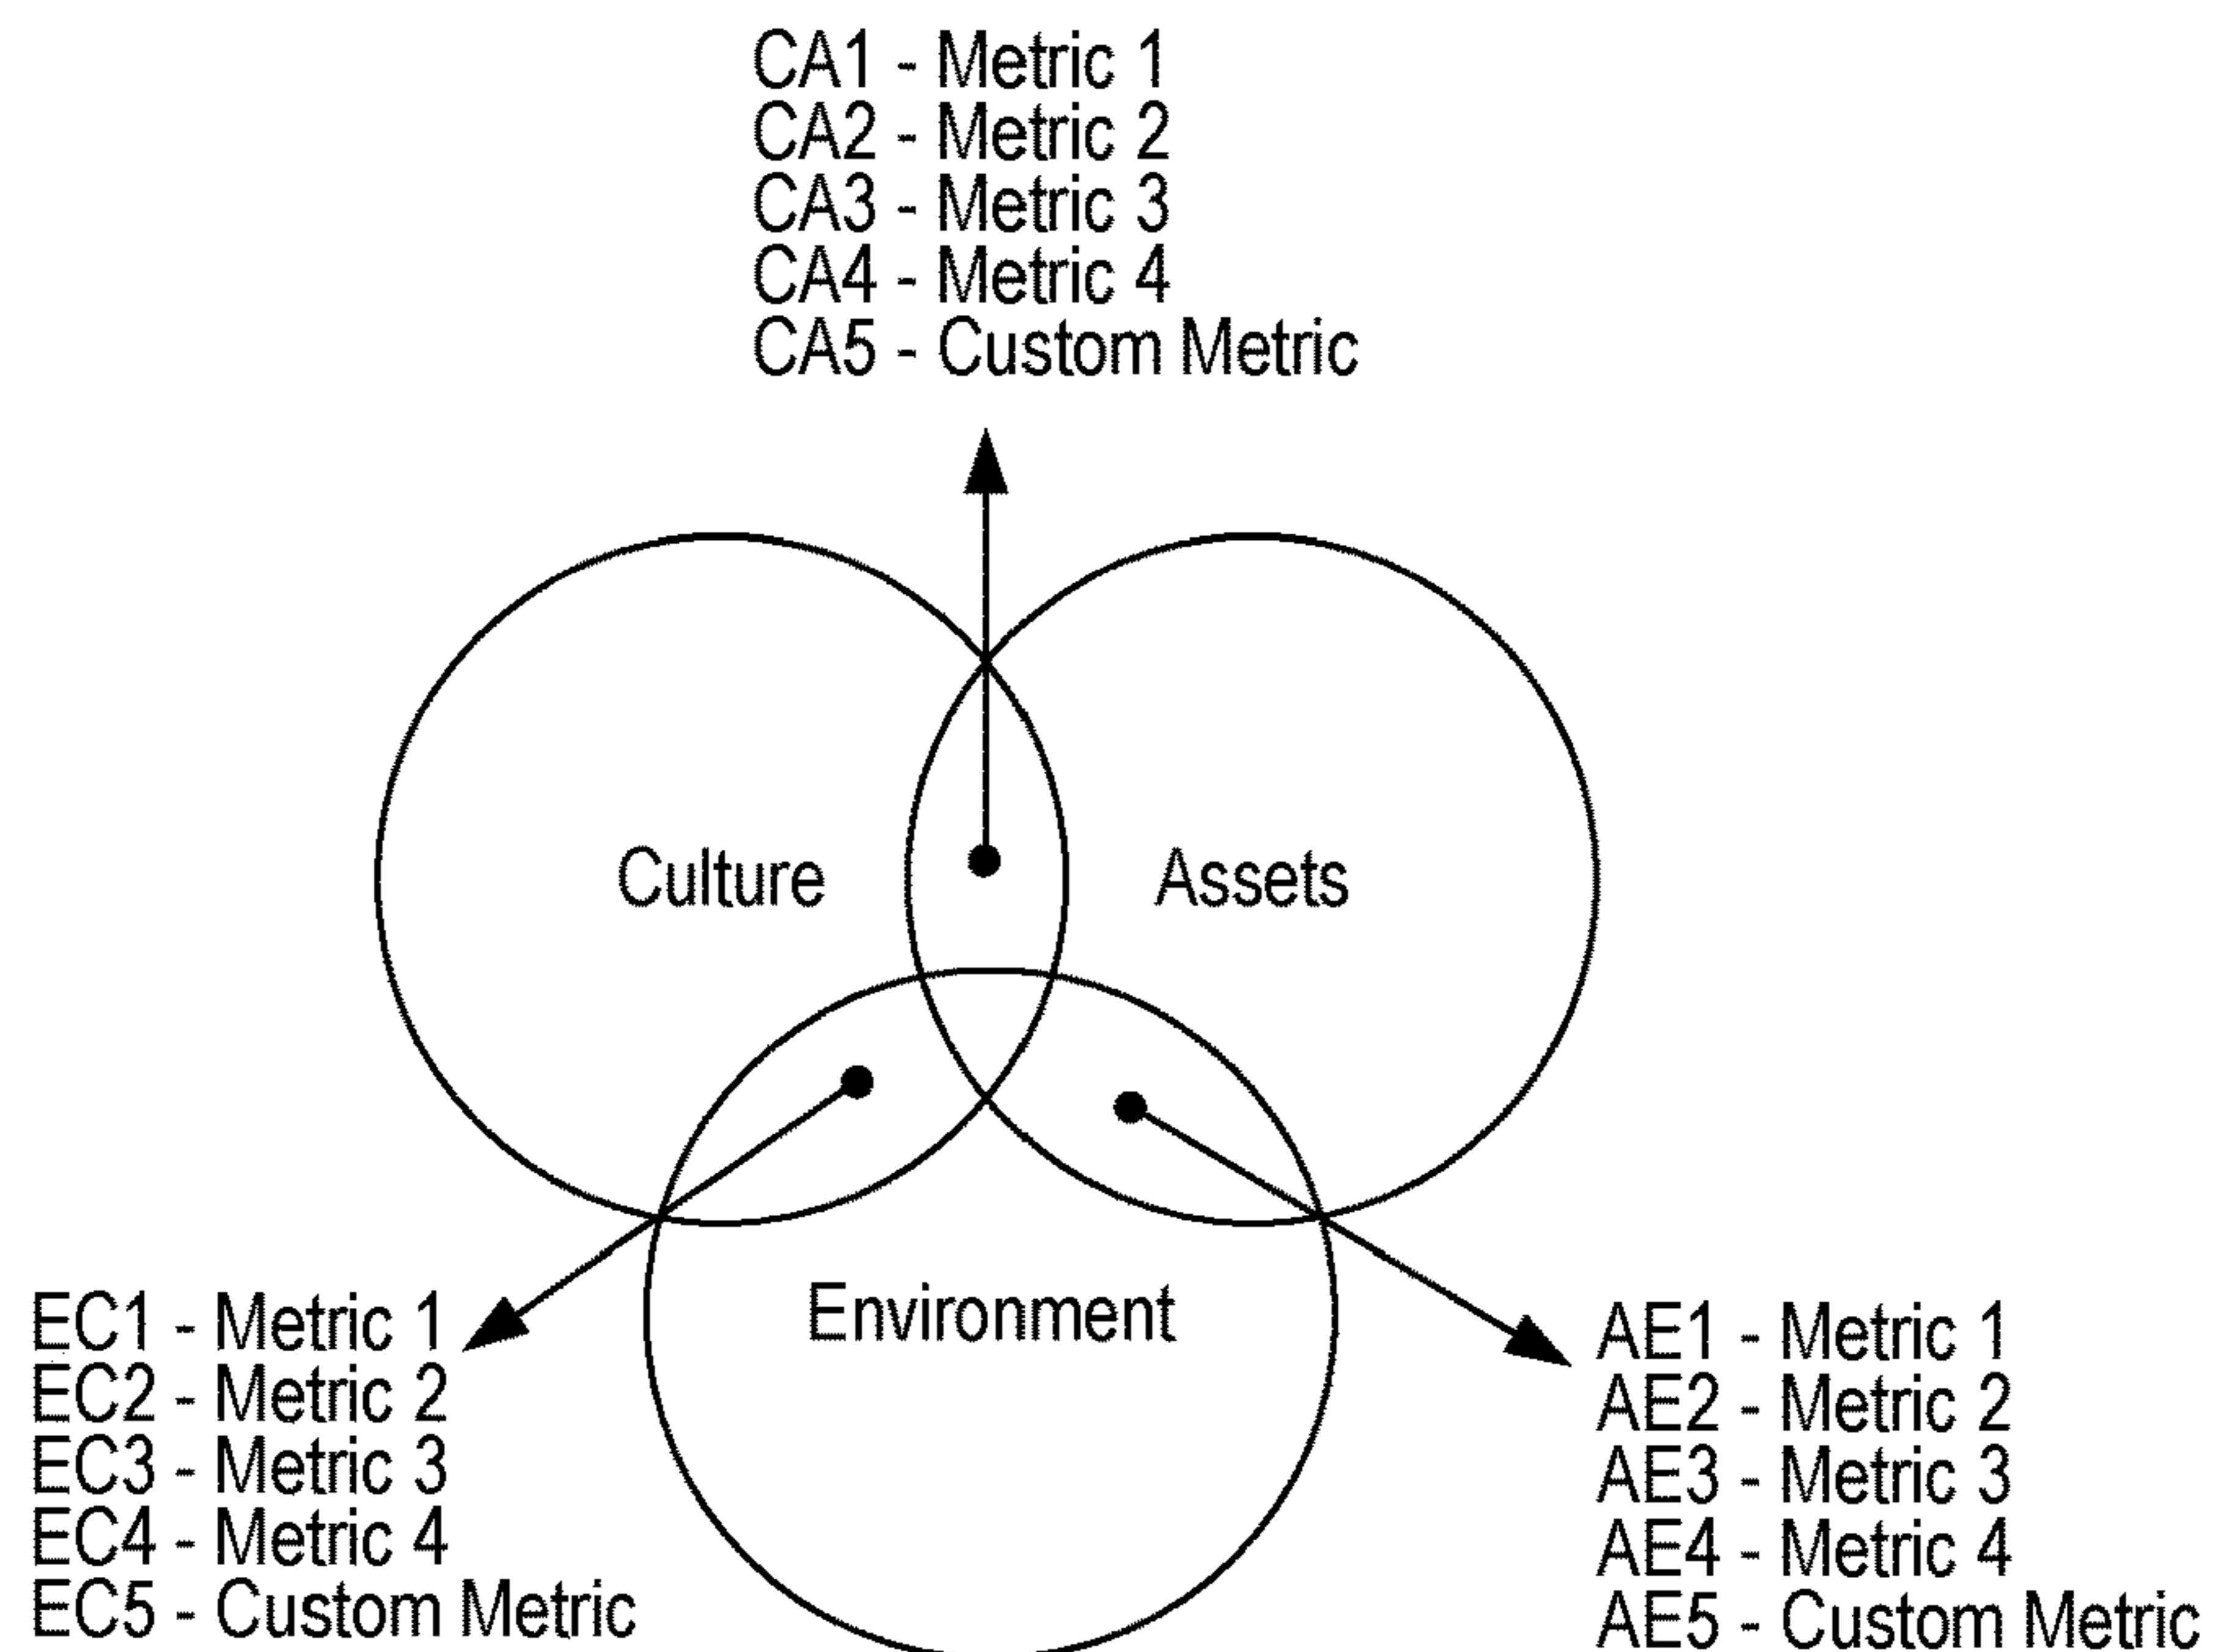 CA1 - Metric 1
CA2 - Metric 2
CA3 - Metric 3
CA4 - Metric 4
CA5 - Custom Metric
Culture
Assets
Environment
EC1 - Metric 1
EC2 - Metric 2
EC3 - Metric 3
EC4 - Metric 4
EC5 - Custom Metric
AE1 - Metric 1
AE2 - Metric 2
AE3 - Metric 3
AE4 - Metric 4
AE5 - Custom Metric